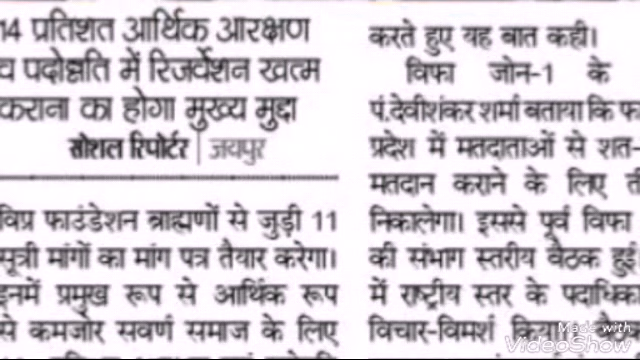 14 प्रतिशत आर्थिक आरक्षण
व पदोन्नति में रिजर्वेशन खत्म
कराना का होगा मुख्य मुद्दा
सोशल रिपोर्टर | जयपुर
विप्र फाउंडेशन ब्राह्मणों से जुड़ी 11
सूत्री मांगों का मांग पत्र तैयार करेगा।
इनमें प्रमुख रूप से आर्थिक रूप
से कमजोर सवर्ण समाज के लिए
करते हुए यह बात कही।
विफा जोन-1 के
पं.देवीशंकर शर्मा बताया कि
प्रदेश में मतदाताओं से शत-
मतदान कराने के लिए
निकालेगा। इससे पूर्व विफा
की संभाग स्तरीय बैठक हुई
में राष्ट्रीय स्तर के
विचार-विमर्श किया।
Made with
VideoShow